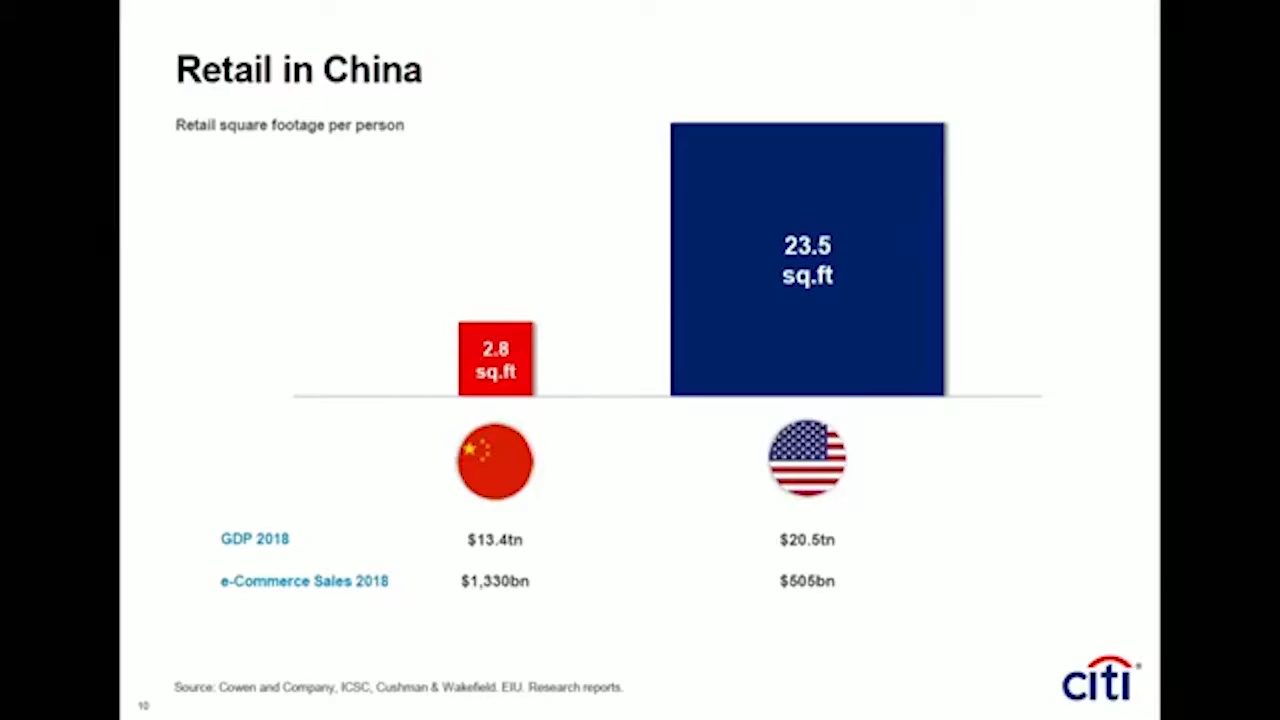 Retail in China
Retail square footage per person
23.5
sq.ft
2.8
sq.ft
GDP 2018 $13.4tn $20.5tn
e-Commerce Sales 2018 $1,330bn $505bn
Source: Cowen and Company, ICSC, Cushman & Wakefield. EIU. Research reports.
10
citi®